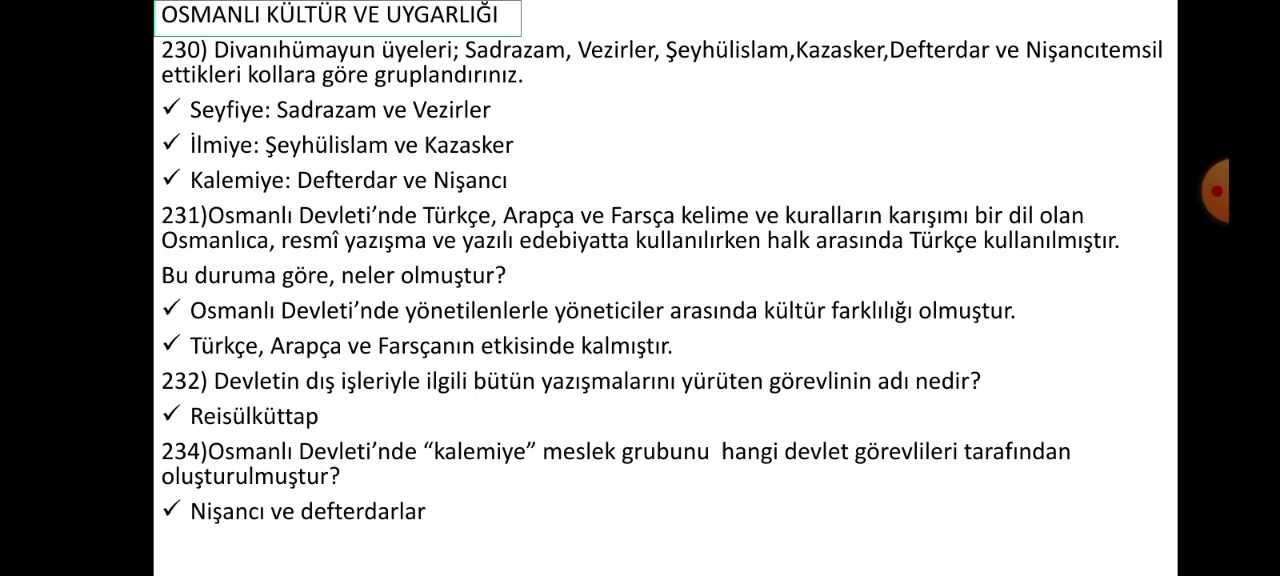 OSMANLI KÜLTÜR VE UYGARLIĞI
230) Divanıhümayun üyeleri; Sadrazam, Vezirler, Şeyhülislam,Kazasker,Defterdar ve Nişancıtemsil
ettikleri kollara göre gruplandırınız.
✓ Seyfiye: Sadrazam ve Vezirler
✓ İlmiye: Şeyhülislam ve Kazasker
✓ Kalemiye: Defterdar ve Nişancı
231)Osmanlı Devleti’nde Türkçe, Arapça ve Farsça kelime ve kuralların karışımı bir dil olan
Osmanlıca, resmî yazışma ve yazılı edebiyatta kullanılırken halk arasında Türkçe kullanılmıştır.
Bu duruma göre, neler olmuştur?
✓ Osmanlı Devleti’nde yönetilenlerle yöneticiler arasında kültür farklılığı olmuştur.
✓ Türkçe, Arapça ve Farsçanın etkisinde kalmıştır.
232) Devletin dış işleriyle ilgili bütün yazışmalarını yürüten görevlinin adı nedir?
✓ Reisülküttap
234)Osmanlı Devleti’nde “kalemiye” meslek grubunu  hangi devlet görevlileri tarafından
oluşturulmuştur?
✓ Nişancı ve defterdarlar